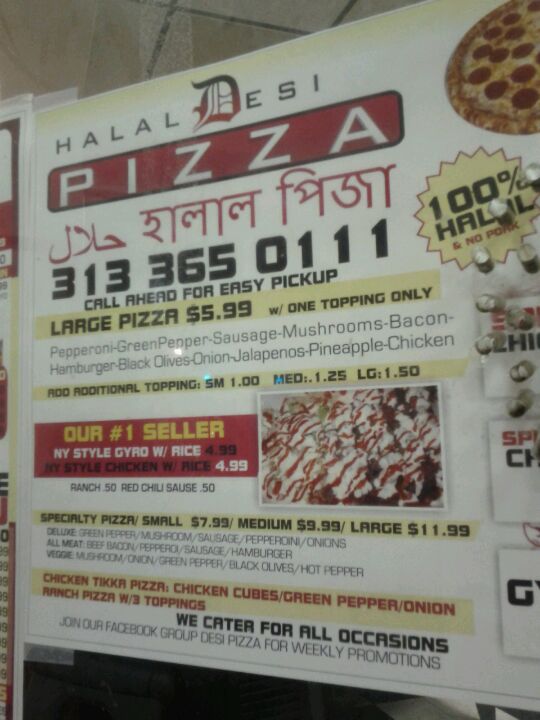 HALAL DESI
PIZZA
حلال হালাল পিজা
100%
HALAL
& NO PORK
313 365 0111
CALL AHEAD FOR EASY PICKUP
LARGE PIZZA $5.99 W/ ONE TOPPING ONLY
Pepperoni-GreenPepper-Sausage-Mushrooms-Bacon-
Hamburger-Black Olives-Onion-Jalapenos-Pineapple-Chicken
ADD ADDITIONAL TOPPING: SM 1.00 MED:.1.25 LG:1.50
OUR #1 SELLER
NY STYLE GYRO W/ RICE 4.99
NY STYLE CHICKEN W/ RICE 4.99
RANCH .50 RED CHILI SAUSE .50
SPECIALTY PIZZA/ SMALL $7.99/ MEDIUM $9.99/ LARGE $11.99
DELUXE: GREEN PEPPER/MUSHROOM/SAUSAGE/PEPPEROINI/ONIONS
ALL MEAT: BEEF BACON/PEPPEROI/SAUSAGE/HAMBURGER
VEGGIE: MUSHROOM/ONION/GREEN PEPPER/BLACK OLIVES/HOT PEPPER
CHICKEN TIKKA PIZZA: CHICKEN CUBES/GREEN PEPPER/ONION
RANCH PIZZA W/3 TOPPINGS
WE CATER FOR ALL OCCASIONS
JOIN OUR FACEBOOK GROUP DESI PIZZA FOR WEEKLY PROMOTIONS